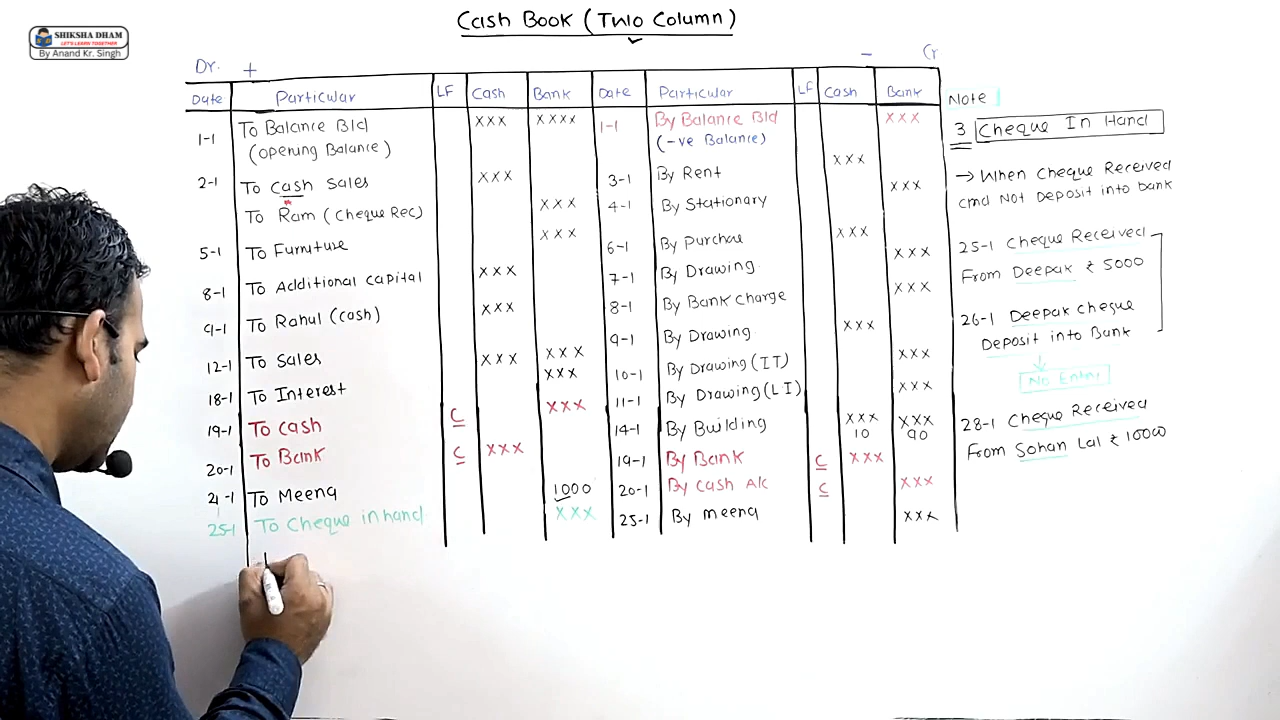 SHIKSHA DHAM
LET'S LEARN TOGETHER
By Anand Kr. Singh
Cash Book (Two Column)
Dr. + - Cr
Date Particular LF Cash Bank Date Particular LF Cash Bank
1-1 To Balance Bld xxx xxxx 1-1 By Balance Bld xxx
(opening Balance) (-ve Balance)
2-1 To cash Sales xxx 3-1 By Rent xxx
To Ram (Cheque Rec) xxx 4-1 By Stationary xxx
5-1 To Furniture xxx 6-1 By Purchase xxx
8-1 To Additional Capital xxx 7-1 By Drawing xxx
9-1 To Rahul (cash) xxx 8-1 By Bank Charge xxx
12-1 To Sales xxx xxx 9-1 By Drawing xxx
18-1 To Interest xxx 10-1 By Drawing (IT) xxx
19-1 To cash C xxx 11-1 By Drawing (LI) xxx
20-1 To Bank C xxx 14-1 By Building xxx xxx
10 90
21-1 To Meena 1000 19-1 By Bank C xxx
25-1 To Cheque in hand xxx 20-1 By Cash A/c C xxx
25-1 By Meena xxx
Note
3 Cheque In Hand
→ When Cheque Received
and Not Deposit into bank
25-1 Cheque Received
From Deepak ₹ 5000
26-1 Deepak cheque
Deposit into Bank
No Entry
28-1 Cheque Received
From Sohan Lal ₹ 10000